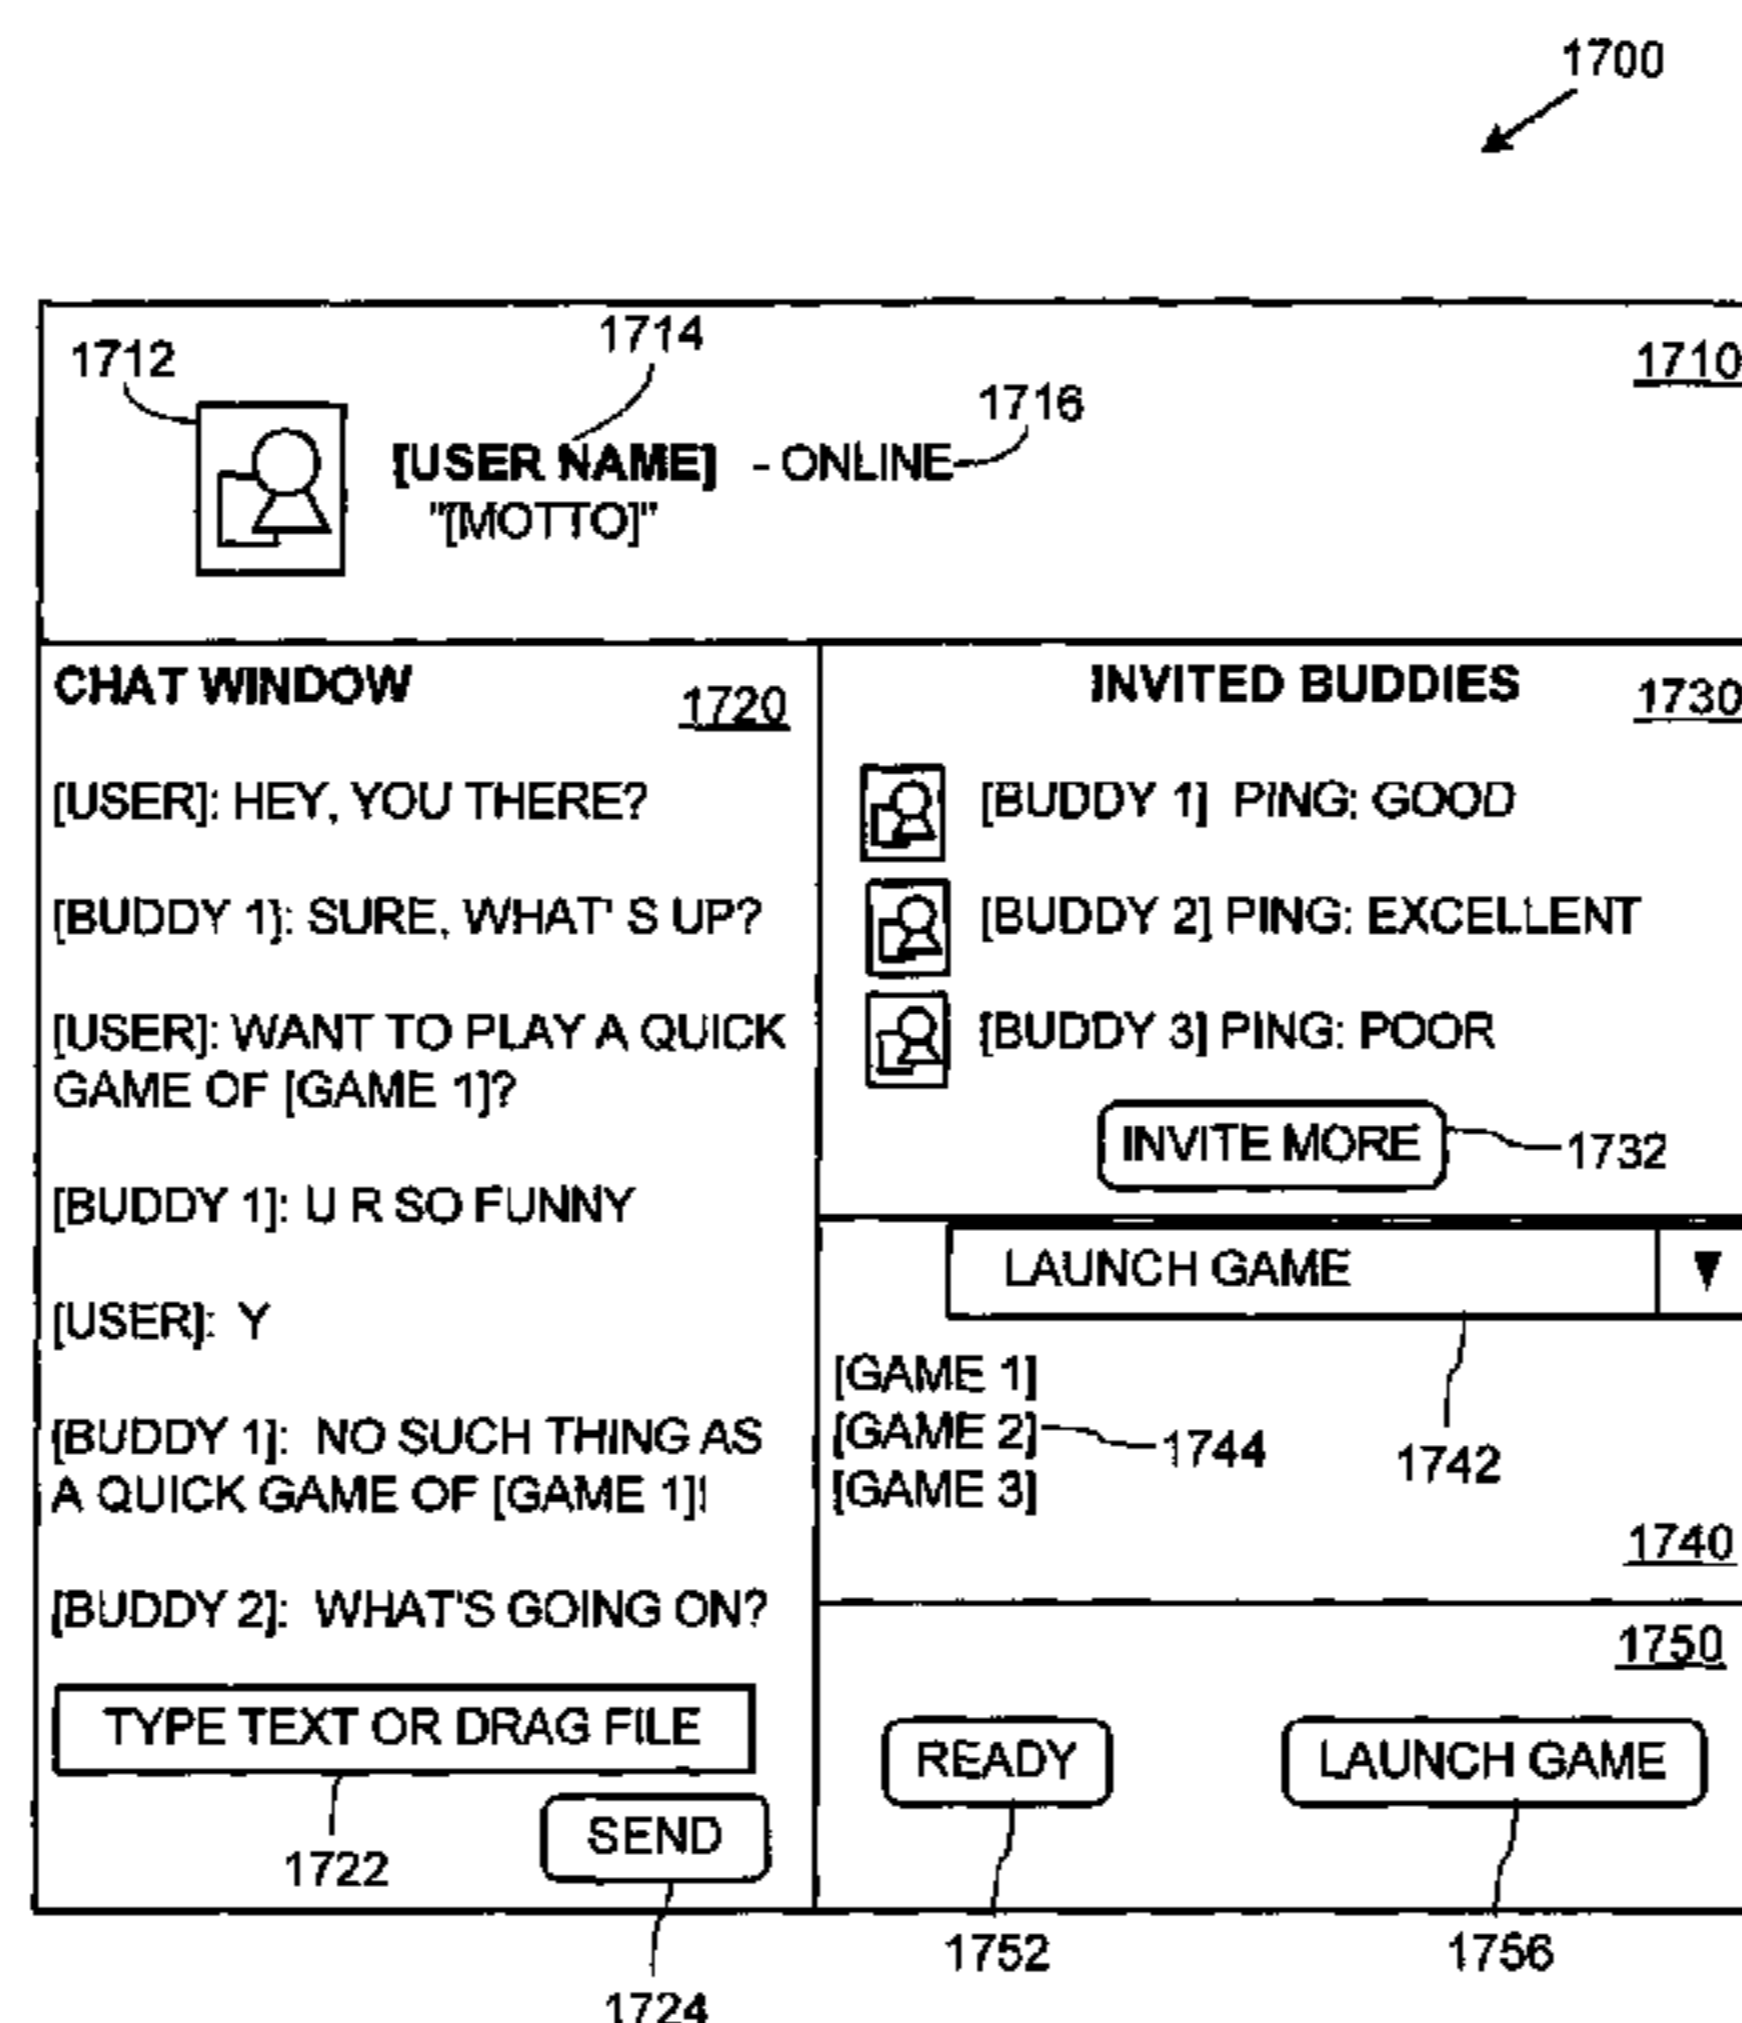 1700
1712
1714
1716
1710
[USER NAME] - ONLINE
"[MOTTO]"
CHAT WINDOW
1720
[USER]: HEY, YOU THERE?
[BUDDY 1]: SURE, WHAT' S UP?
[USER]: WANT TO PLAY A QUICK
GAME OF [GAME 1]?
[BUDDY 1]: U R SO FUNNY
[USER]: Y
[BUDDY 1]: NO SUCH THING AS
A QUICK GAME OF [GAME 1]!
[BUDDY 2]: WHAT'S GOING ON?
TYPE TEXT OR DRAG FILE
1722
SEND
1724
INVITED BUDDIES
1730
[BUDDY 1] PING: GOOD
[BUDDY 2] PING: EXCELLENT
[BUDDY 3] PING: POOR
INVITE MORE
1732
LAUNCH GAME
1742
[GAME 1]
[GAME 2]
1744
[GAME 3]
1740
1750
READY
LAUNCH GAME
1752
1756